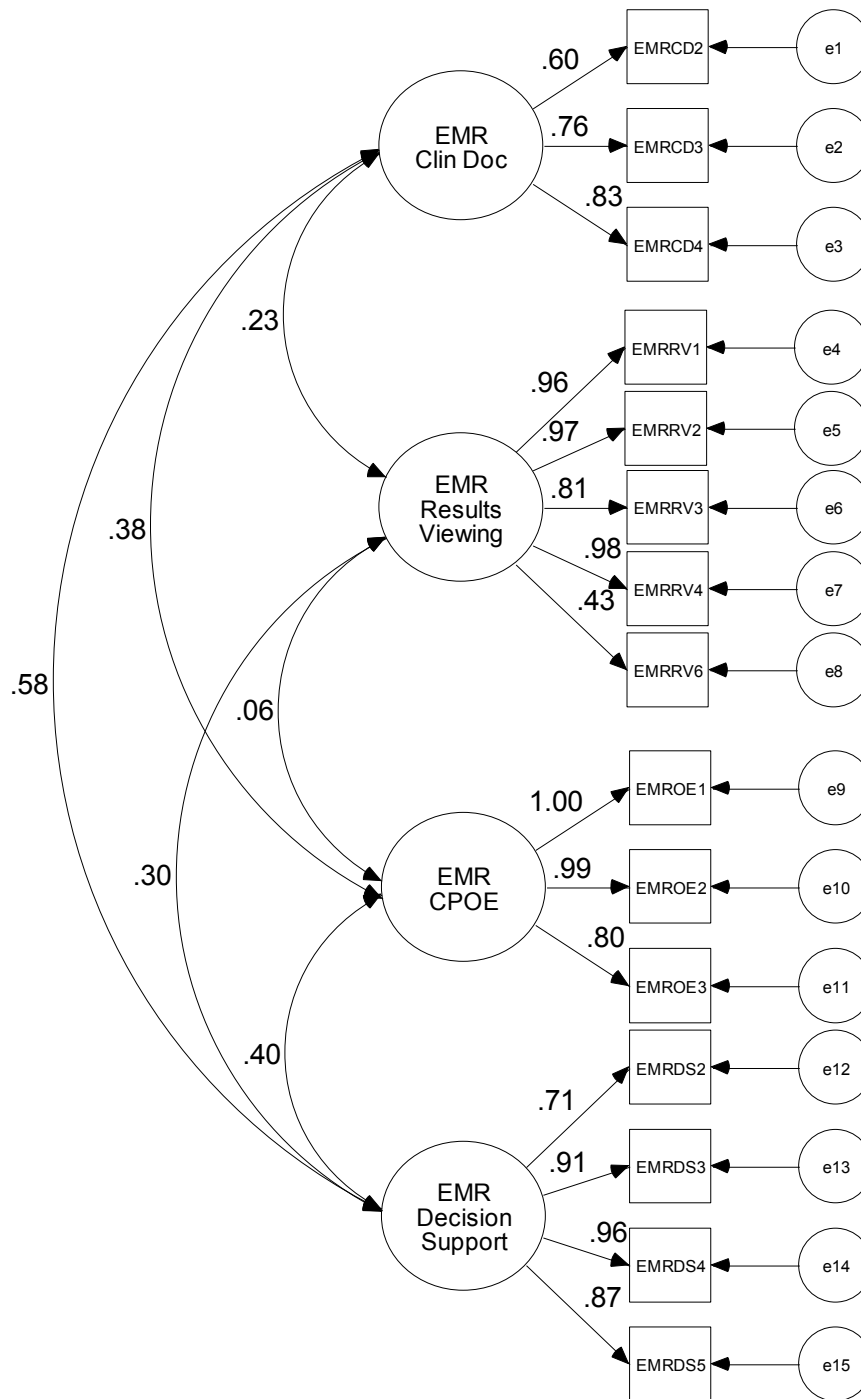 EMRCD2
e1
.60
EMR
Clin Doc
.76
EMRCD3
e2
.83
EMRCD4
e3
.23
EMRRV1
e4
.96
EMRRV2
e5
.97
EMR
Results
Viewing
.81
EMRRV3
e6
.38
.98
EMRRV4
e7
.43
EMRRV6
e8
.58
.06
EMROE1
e9
1.00
EMR
CPOE
.99
EMROE2
e10
.30
.80
EMROE3
e11
.40
EMRDS2
e12
.71
.91
EMRDS3
e13
EMR
Decision
Support
.96
EMRDS4
e14
.87
EMRDS5
e15